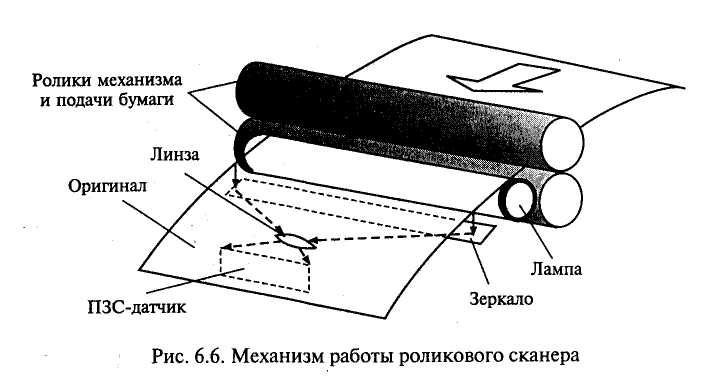 Ролики механизма
и подачи бумаги
Линза
Оригинал
Лампа
Зеркало
ПЗС-датчик
Рис. 6.6. Механизм работы роликового сканера